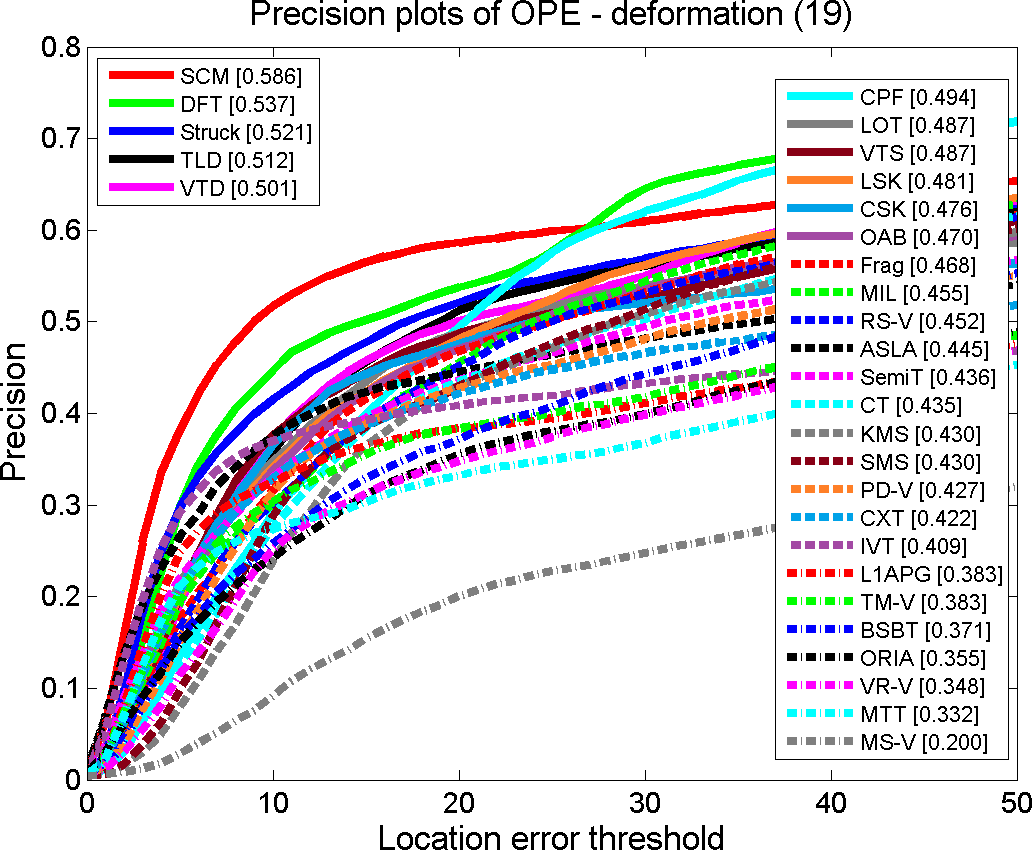 Precision plots of OPE - deformation (19)
0.8
0.7
0.6
0.5
0.4
0.3
0.2
0.1
0
Precision
SCM [0.586]
DFT [0.537]
Struck [0.521]
TLD [0.512]
VTD [0.501]
CPF [0.494]
LOT [0.487]
VTS [0.487]
LSK [0.481]
CSK [0.476]
OAB [0.470]
Frag [0.468]
MIL [0.455]
RS-V [0.452]
ASLA [0.445]
SemiT [0.436]
CT [0.435]
KMS [0.430]
SMS [0.430]
PD-V [0.427]
CXT [0.422]
IVT [0.409]
L1APG [0.383]
TM-V [0.383]
BSBT [0.371]
ORIA [0.355]
VR-V [0.348]
MTT [0.332]
MS-V [0.200]
0 10 20 30 40 50
Location error threshold